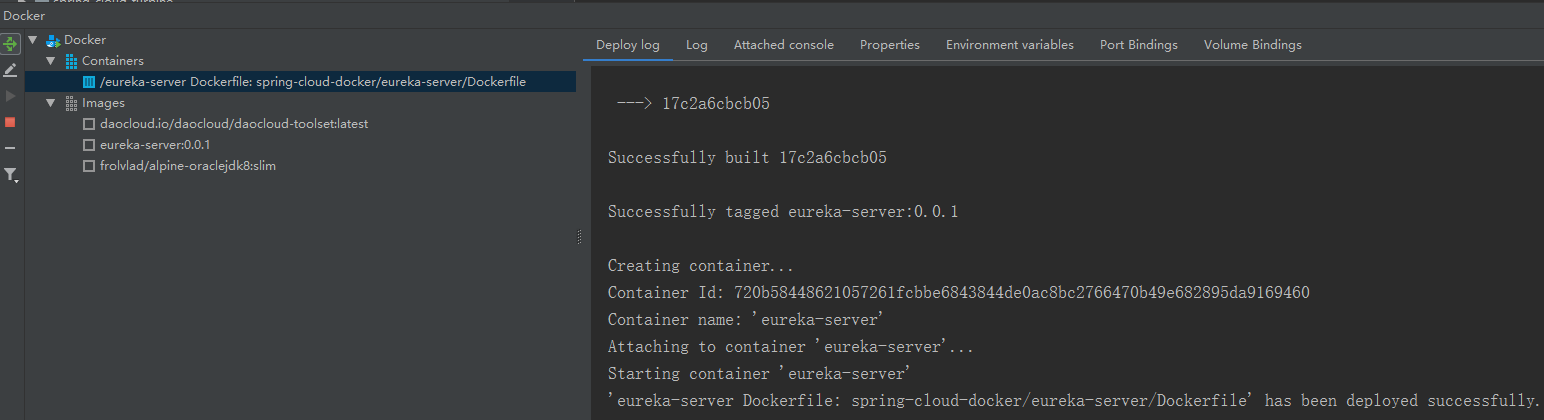 Docker
Docker
Containers
/eureka-server Dockerfile: spring-cloud-docker/eureka-server/Dockerfile
Images
daocloud.io/daocloud/daocloud-toolset:latest
eureka-server:0.0.1
frolvlad/alpine-oraclejdk8:slim
Deploy log Log Attached console Properties Environment variables Port Bindings Volume Bindings
---> 17c2a6cbcb05
Successfully built 17c2a6cbcb05
Successfully tagged eureka-server:0.0.1
Creating container...
Container Id: 720b58448621057261fcbbe6843844de0ac8bc2766470b49e682895da9169460
Container name: 'eureka-server'
Attaching to container 'eureka-server'...
Starting container 'eureka-server'
'eureka-server Dockerfile: spring-cloud-docker/eureka-server/Dockerfile' has been deployed successfully.